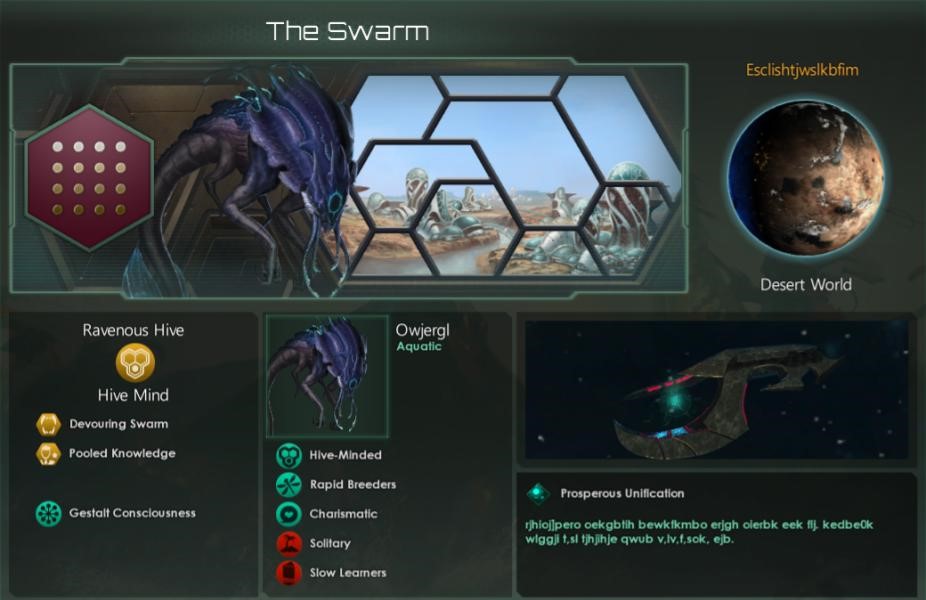 The Swarm
Esclishtjwslkbfim
Desert World
Ravenous Hive
Hive Mind
Devouring Swarm
Pooled Knowledge
Gestalt Consciousness
Owjergl
Aquatic
Hive-Minded
Rapid Breeders
Charismatic
Solitary
Slow Learners
Prosperous Unification
rjhioj]pero oekgbtih bewkfkmbo erjgh oierbk eek flj. kedbe0k
wlggji t,sl tjhjihje qwub v,lv,f,sok, ejb.